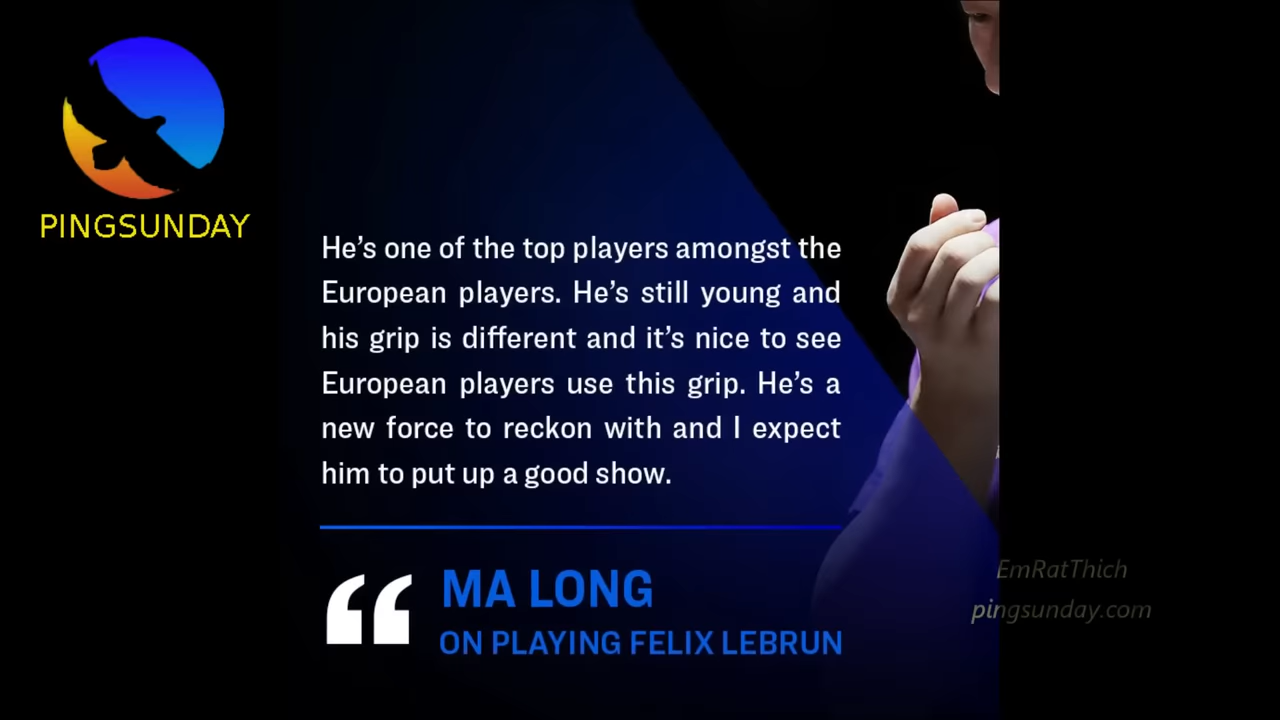 PINGSUNDAY
He's one of the top players amongst the
European players. He's still young and
his grip is different and it's nice to see
European players use this grip. He's a
new force to reckon with and I expect
him to put up a good show.
“
MA LONG
ON PLAYING FELIX LEBRUN
EmRatThich
pingsunday.com